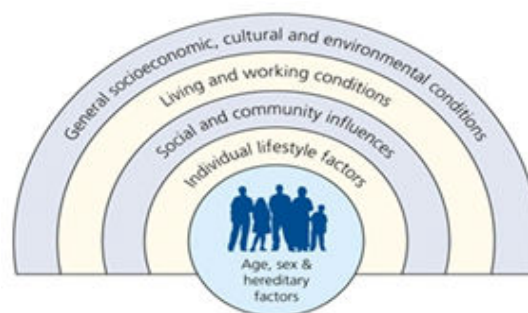 General socioeconomic, cultural and environmental conditions
Living and working conditions
Social and community influences
Individual lifestyle factors
Age, sex &
hereditary
factors